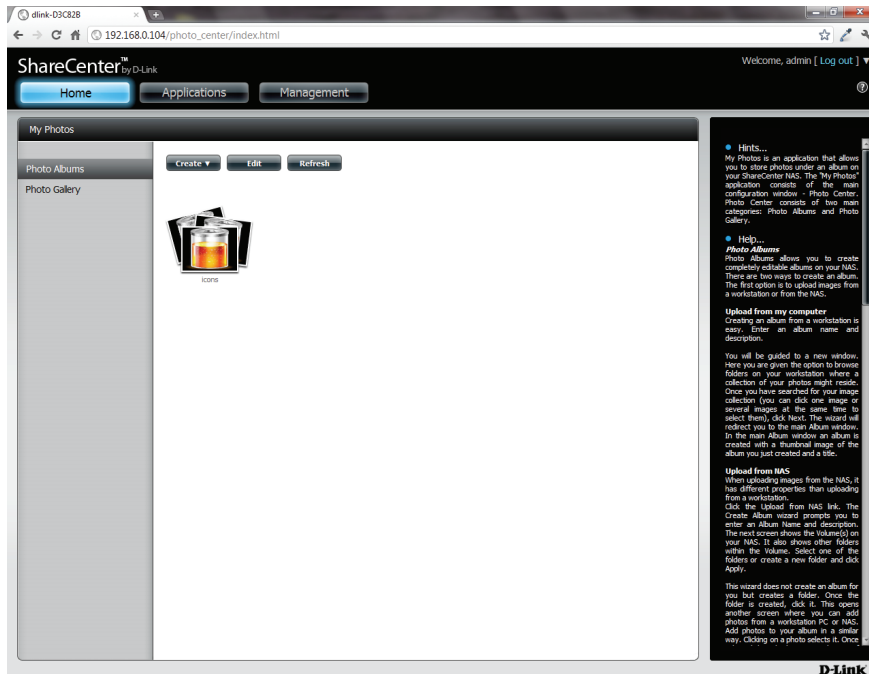 dlink-D3C82B
192.168.0.104/photo_center/index.html
ShareCenter™ by D-Link
Welcome, admin [ Log out ]
Home Applications Management
My Photos
Photo Albums
Photo Gallery
Create Edit Refresh
icons
Hints...
My Photos is an application that allows
you to store photos under an album on
your ShareCenter NAS. The "My Photos"
application consists of the main
configuration window - Photo Center.
Photo Center consists of two main
categories: Photo Albums and Photo
Gallery.
Help...
Photo Albums
Photo Albums allows you to create
completely editable albums on your NAS.
There are two ways to create an album.
The first option is to upload images from
a workstation or from the NAS.
Upload from my computer
Creating an album from a workstation is
easy. Enter an album name and
description.
You will be guided to a new window.
Here you are given the option to browse
folders on your workstation where a
collection of your photos might reside.
Once you have searched for your image
collection (you can click one image or
several images at the same time to
select them), click Next. The wizard will
redirect you to the main Album window.
In the main Album window an album is
created with a thumbnail image of the
album you just created and a title.
Upload from NAS
When uploading images from the NAS, it
has different properties than uploading
from a workstation.
Click the Upload from NAS link. The
Create Album wizard prompts you to
enter an Album Name and description.
The next screen shows the Volume(s) on
your NAS. It also shows other folders
within the Volume. Select one of the
folders or create a new folder and click
Apply.
This wizard does not create an album for
you but creates a folder. Once the
folder is created, click it. This opens
another screen where you can add
photos from a workstation PC or NAS.
Add photos to your album in a similar
way. Clicking on a photo selects it. Once
D-Link